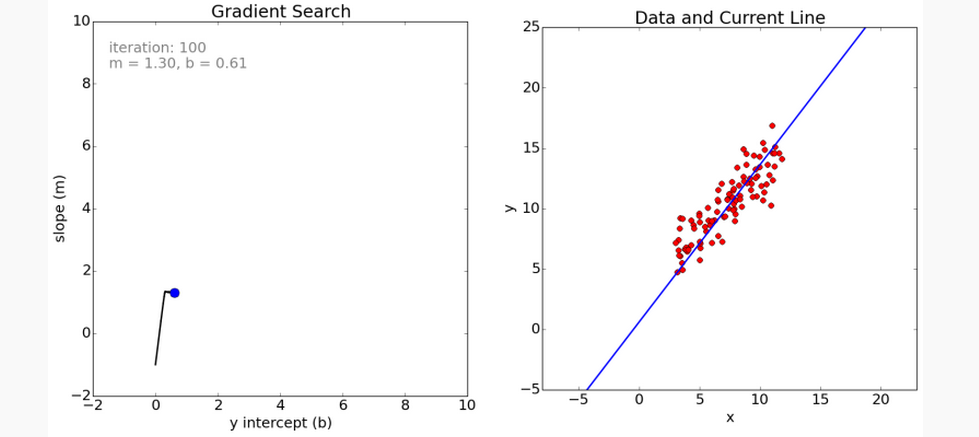 Gradient Search
iteration: 100
m = 1.30, b = 0.61
10
8
6
4
2
0
−2
slope (m)
−2 0 2 4 6 8 10
y intercept (b)
Data and Current Line
25
20
15
10
5
0
−5
y
−5 0 5 10 15 20
x